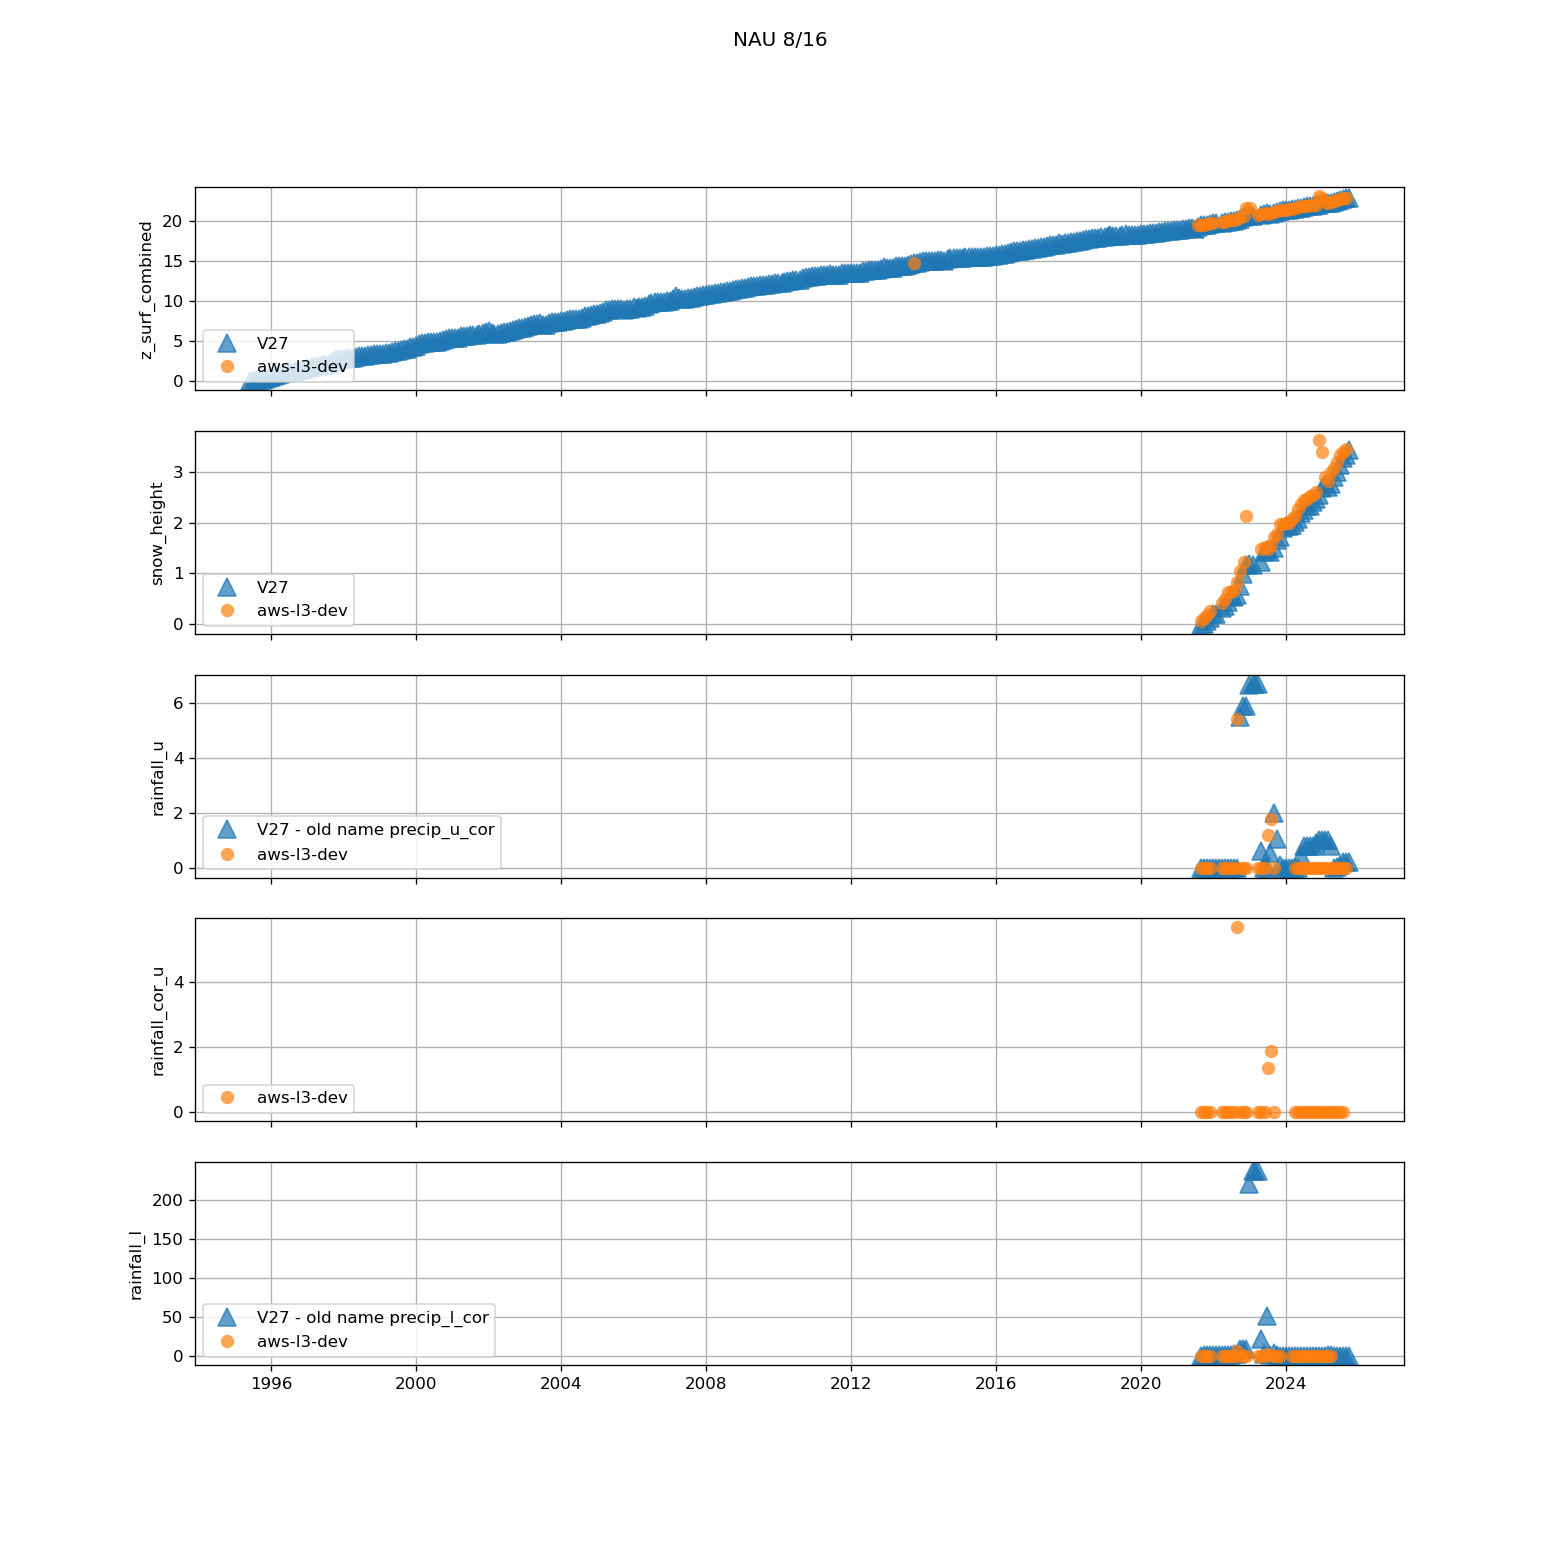 NAU 8/16
z_surf_combined
20
15
10
5
0
V27
aws-l3-dev
snow_height
3
2
1
0
V27
aws-l3-dev
rainfall_u
6
4
2
0
V27 - old name precip_u_cor
aws-l3-dev
rainfall_cor_u
4
2
0
aws-l3-dev
rainfall_l
200
150
100
50
0
V27 - old name precip_l_cor
aws-l3-dev
1996 2000 2004 2008 2012 2016 2020 2024